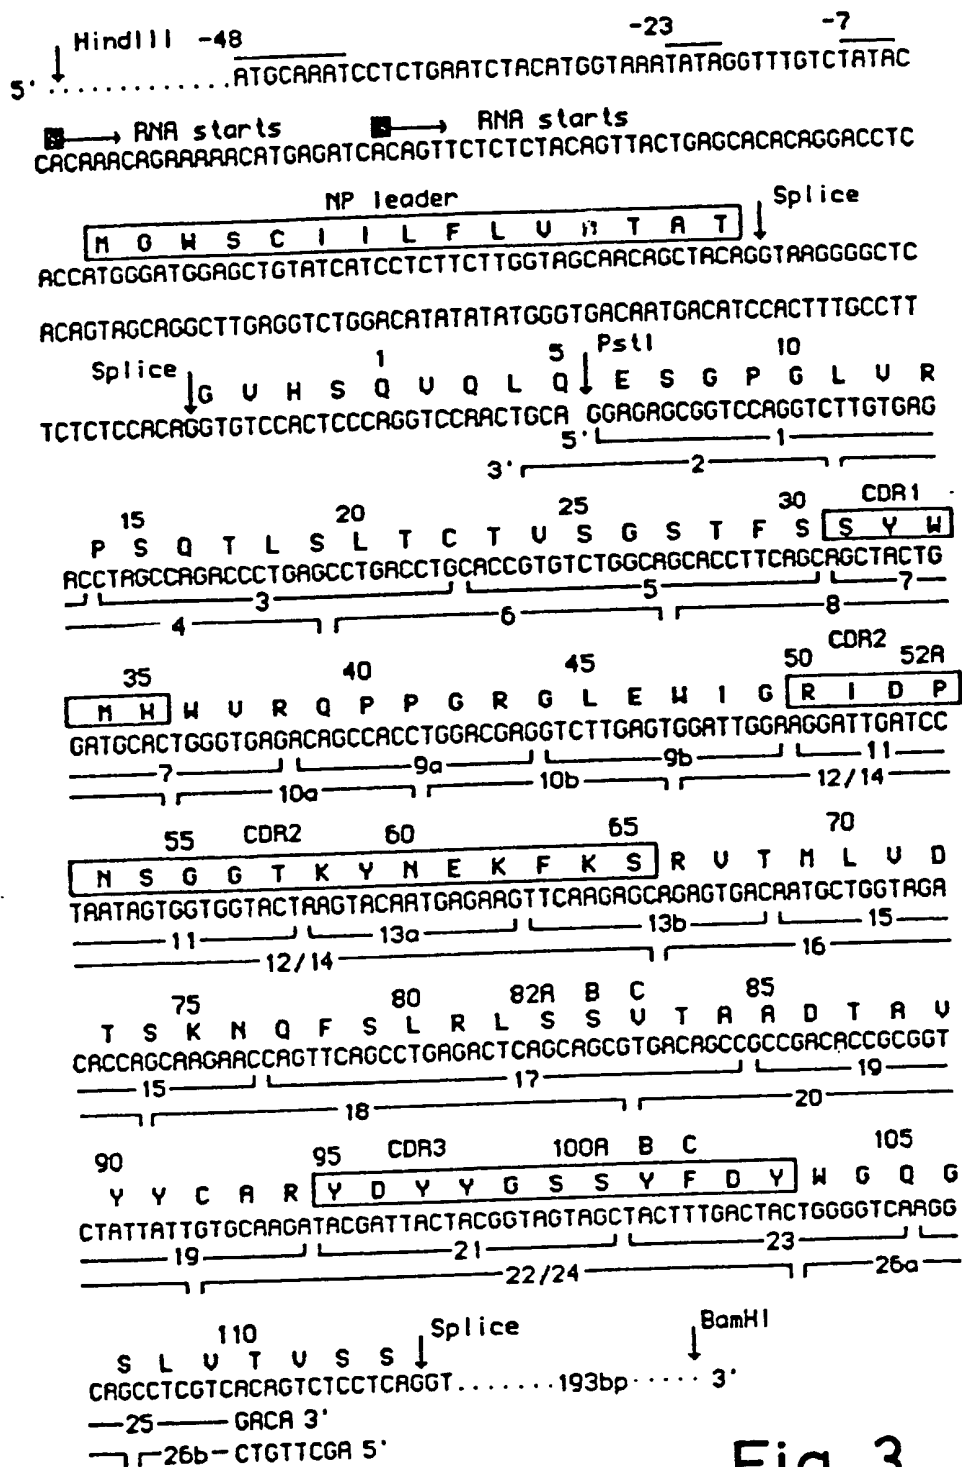 HindIII -48 -23 -7
5' .............ATGCAAATCCTCTGAATCTACATGGTAAATATAGGTTTGTCTATAC
RNA starts RNA starts
CACAAACAGAAAAACATGAGATCACAGTTCTCTCTACAGTTACTGAGCACACAGGACCTC
NP leader Splice
M G W S C I I L F L V T A T
ACCATGGGATGGAGCTGTATCATCCTCTTCTTGGTAGCAACAGCTACAGGTAAGGGGCTC
ACAGTAGCAGGCTTGAGGTCTGGACATATATATGGGTGACAATGACATCCACTTTGCCTT
Splice 1 5 PstI 10
G V H S Q V Q L Q E S G P G L V R
TCTCTCCACAGGTGTCCACTCCCAGGTCCAACTGCA GGAGAGCGGTCCAGGTCTTGTGAG
5' 1
3' 2
15 20 25 30 CDR1
P S Q T L S L T C T V S G S T F S S Y W
ACCTAGCCAGACCCTGAGCCTGACCTGCACCGTGTCTGGCAGCACCTTCAGCAGCTACTG
3 5 7
4 6 8
35 40 45 50 CDR2 52A
M H W V R Q P P G R G L E W I G R I D P
GATGCACTGGGTGAGACAGCCACCTGGACGAGGTCTTGAGTGGATTGGAAGGATTGATCC
7 9a 9b 11
10a 10b 12/14
55 CDR2 60 65 70
N S G G T K Y N E K F K S R V T M L V D
TAATAGTGGTGGTACTAAGTACAATGAGAAGTTCAAGAGCAGAGTGACAATGCTGGTAGA
11 13a 13b 15
12/14 16
75 80 82A B C 85
T S K N Q F S L R L S S V T A A D T A V
CACCAGCAAGAACCAGTTCAGCCTGAGACTCAGCAGCGTGACAGCCGCCGACACCGCGGT
15 17 19
18 20
90 95 CDR3 100A B C 105
Y Y C A R Y D Y Y G S S Y F D Y W G Q G
CTATTATTGTGCAAGATACGATTACTACGGTAGTAGCTACTTTGACTACTGGGGTCAAGG
19 21 23
22/24 26a
110 Splice BamHI
S L V T V S S
CAGCCTCGTCACAGTCTCCTCAGGT.......193bp..... 3'
25 GACA 3'
26b CTGTTCGA 5'
Fig 3